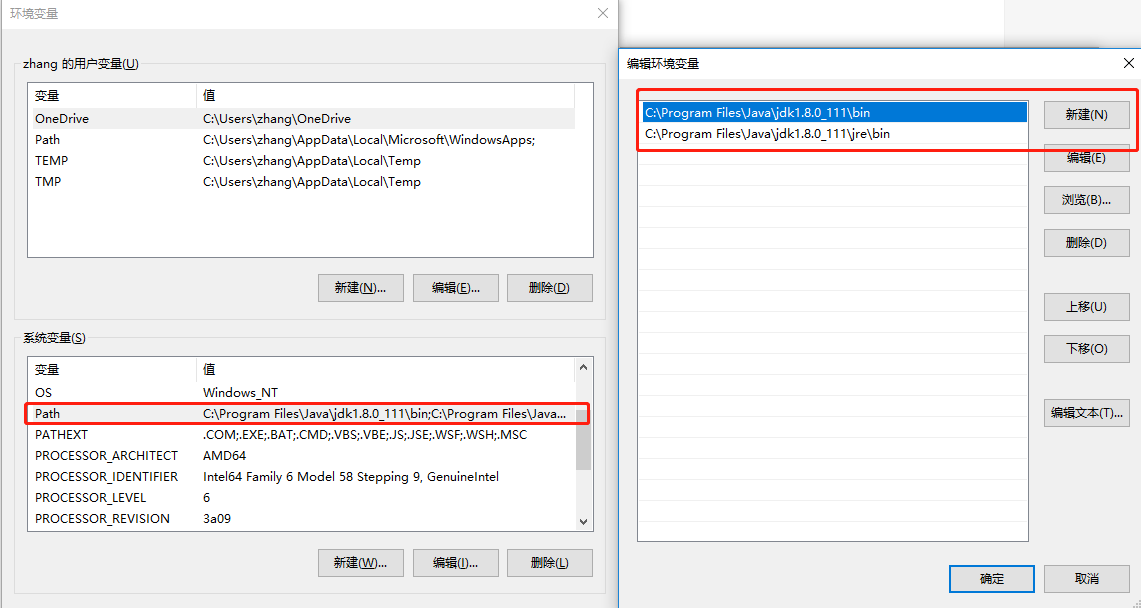 环境变量
zhang 的用户变量(U)
变量 值
OneDrive C:\Users\zhang\OneDrive
Path C:\Users\zhang\AppData\Local\Microsoft\WindowsApps;
TEMP C:\Users\zhang\AppData\Local\Temp
TMP C:\Users\zhang\AppData\Local\Temp
新建(N)... 编辑(E)... 删除(D)
系统变量(S)
变量 值
OS Windows_NT
Path C:\Program Files\Java\jdk1.8.0_111\bin;C:\Program Files\Java...
PATHEXT .COM;.EXE;.BAT;.CMD;.VBS;.VBE;.JS;.JSE;.WSF;.WSH;.MSC
PROCESSOR_ARCHITECT AMD64
PROCESSOR_IDENTIFIER Intel64 Family 6 Model 58 Stepping 9, GenuineIntel
PROCESSOR_LEVEL 6
PROCESSOR_REVISION 3a09
新建(W)... 编辑(I)... 删除(L)
编辑环境变量
C:\Program Files\Java\jdk1.8.0_111\bin
C:\Program Files\Java\jdk1.8.0_111\jre\bin
新建(N)
编辑(E)
浏览(B)...
删除(D)
上移(U)
下移(O)
编辑文本(T)...
确定 取消